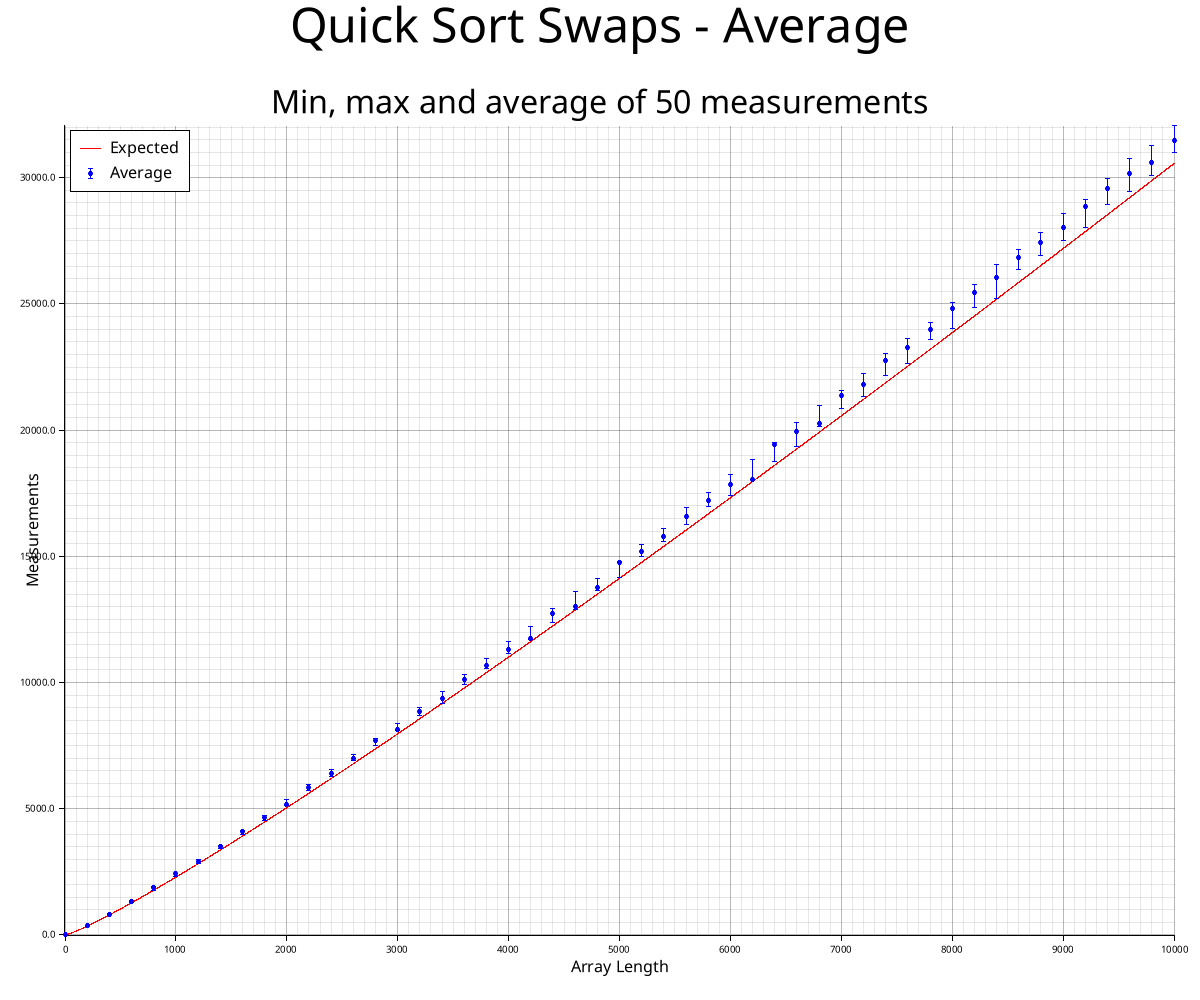 Quick Sort Swaps - Average
Min, max and average of 50 measurements
Expected
Average
30000.0
25000.0
20000.0
15000.0
10000.0
5000.0
0.0
Measurements
0 1000 2000 3000 4000 5000 6000 7000 8000 9000 10000
Array Length